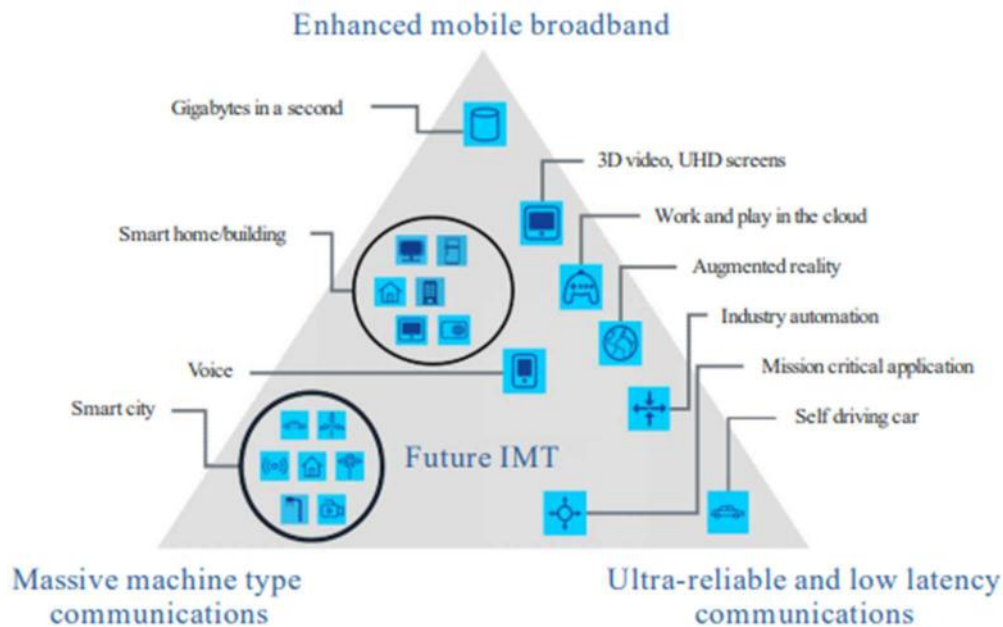 Enhanced mobile broadband
Gigabytes in a second
3D video, UHD screens
Work and play in the cloud
Smart home/building
Augmented reality
Industry automation
Voice
Mission critical application
Smart city
Self driving car
Future IMT
Massive machine type
communications
Ultra-reliable and low latency
communications